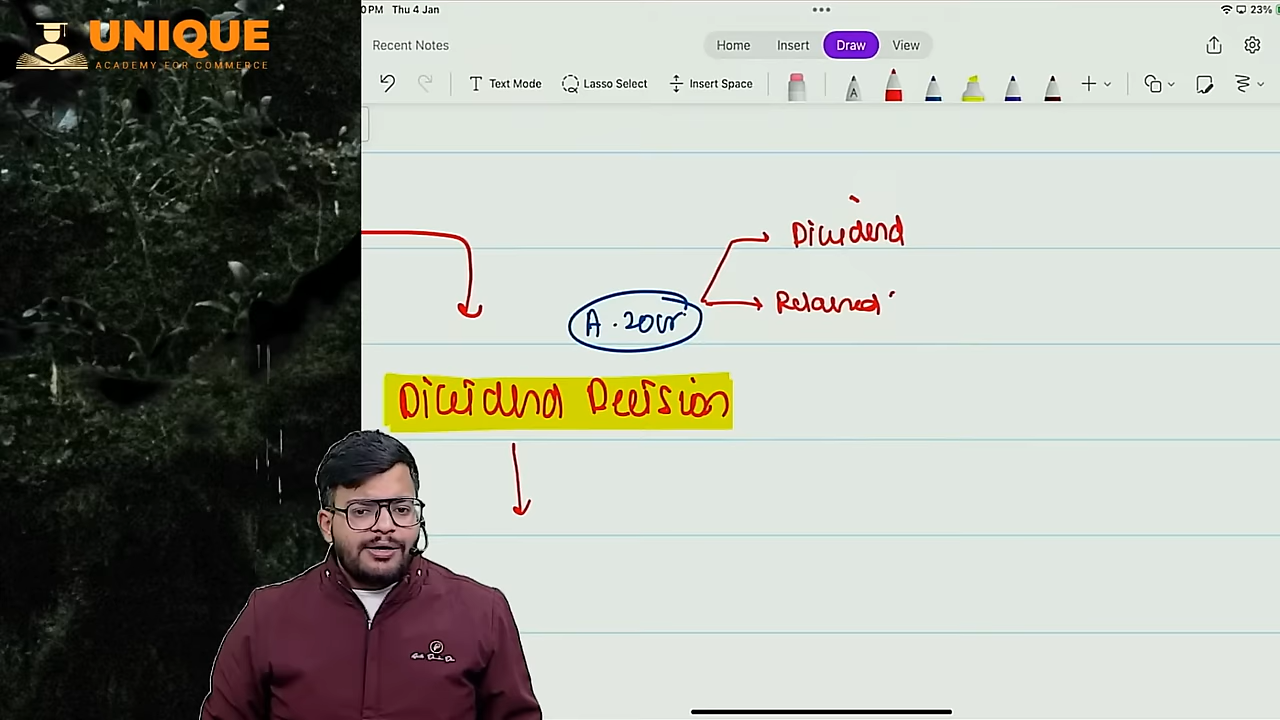 UNIQUE
ACADEMY FOR COMMERCE
0 PM Thu 4 Jan
23%
Recent Notes
Home Insert Draw View
Text Mode Lasso Select Insert Space
A
Dividend
Retained
A. 20cr
Dividend Decision